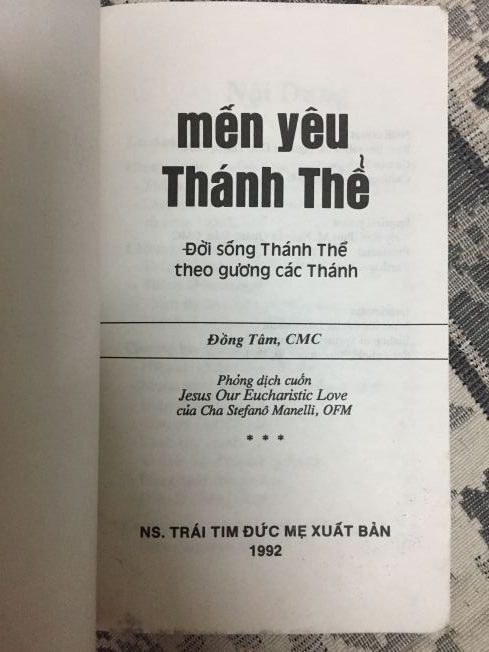 mến yêu
Thánh Thể
Đời sống Thánh Thể
theo gương các Thánh
Đồng Tâm, CMC
Phỏng dịch cuốn
Jesus Our Eucharistic Love
của Cha Stefanô Manelli, OFM
* * *
NS. TRÁI TIM ĐỨC MẸ XUẤT BẢN
1992